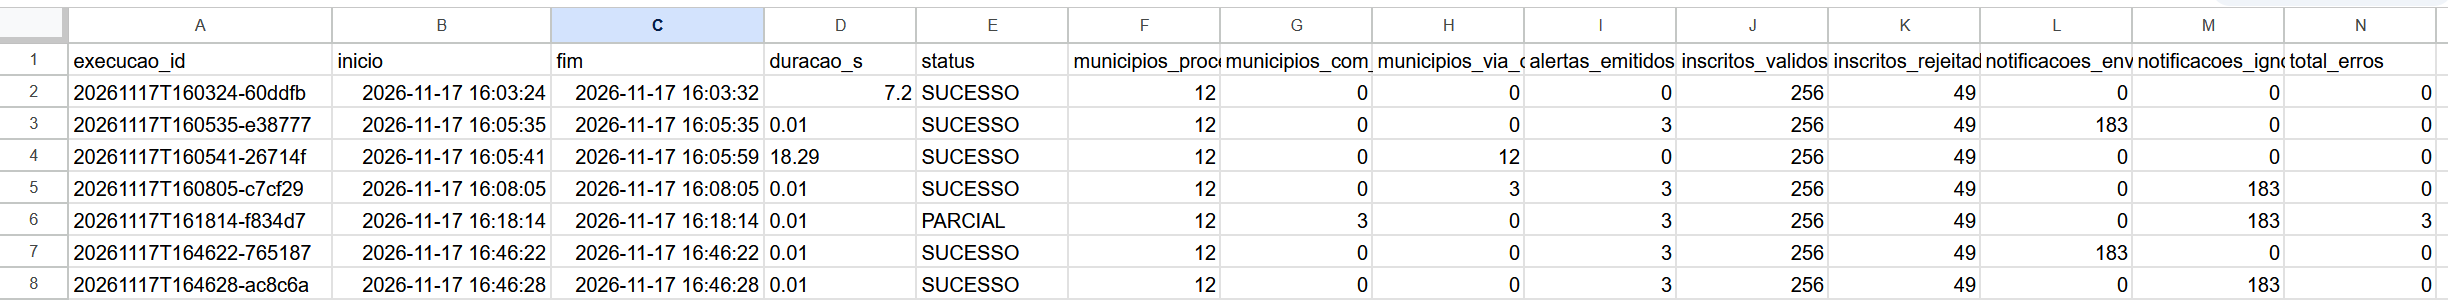 A B C D E F G H I J K L M N
1 execucao_id inicio fim duracao_s status municipios_proc municipios_com_ municipios_via_c alertas_emitidos inscritos_validos inscritos_rejeitad notificacoes_env notificacoes_igno total_erros
2 20261117T160324-60ddfb 2026-11-17 16:03:24 2026-11-17 16:03:32 7.2 SUCESSO 12 0 0 0 256 49 0 0 0
3 20261117T160535-e38777 2026-11-17 16:05:35 2026-11-17 16:05:35 0.01 SUCESSO 12 0 0 3 256 49 183 0 0
4 20261117T160541-26714f 2026-11-17 16:05:41 2026-11-17 16:05:59 18.29 SUCESSO 12 0 12 0 256 49 0 0 0
5 20261117T160805-c7cf29 2026-11-17 16:08:05 2026-11-17 16:08:05 0.01 SUCESSO 12 0 3 3 256 49 0 183 0
6 20261117T161814-f834d7 2026-11-17 16:18:14 2026-11-17 16:18:14 0.01 PARCIAL 12 3 0 3 256 49 0 183 3
7 20261117T164622-765187 2026-11-17 16:46:22 2026-11-17 16:46:22 0.01 SUCESSO 12 0 0 3 256 49 183 0 0
8 20261117T164628-ac8c6a 2026-11-17 16:46:28 2026-11-17 16:46:28 0.01 SUCESSO 12 0 0 3 256 49 0 183 0